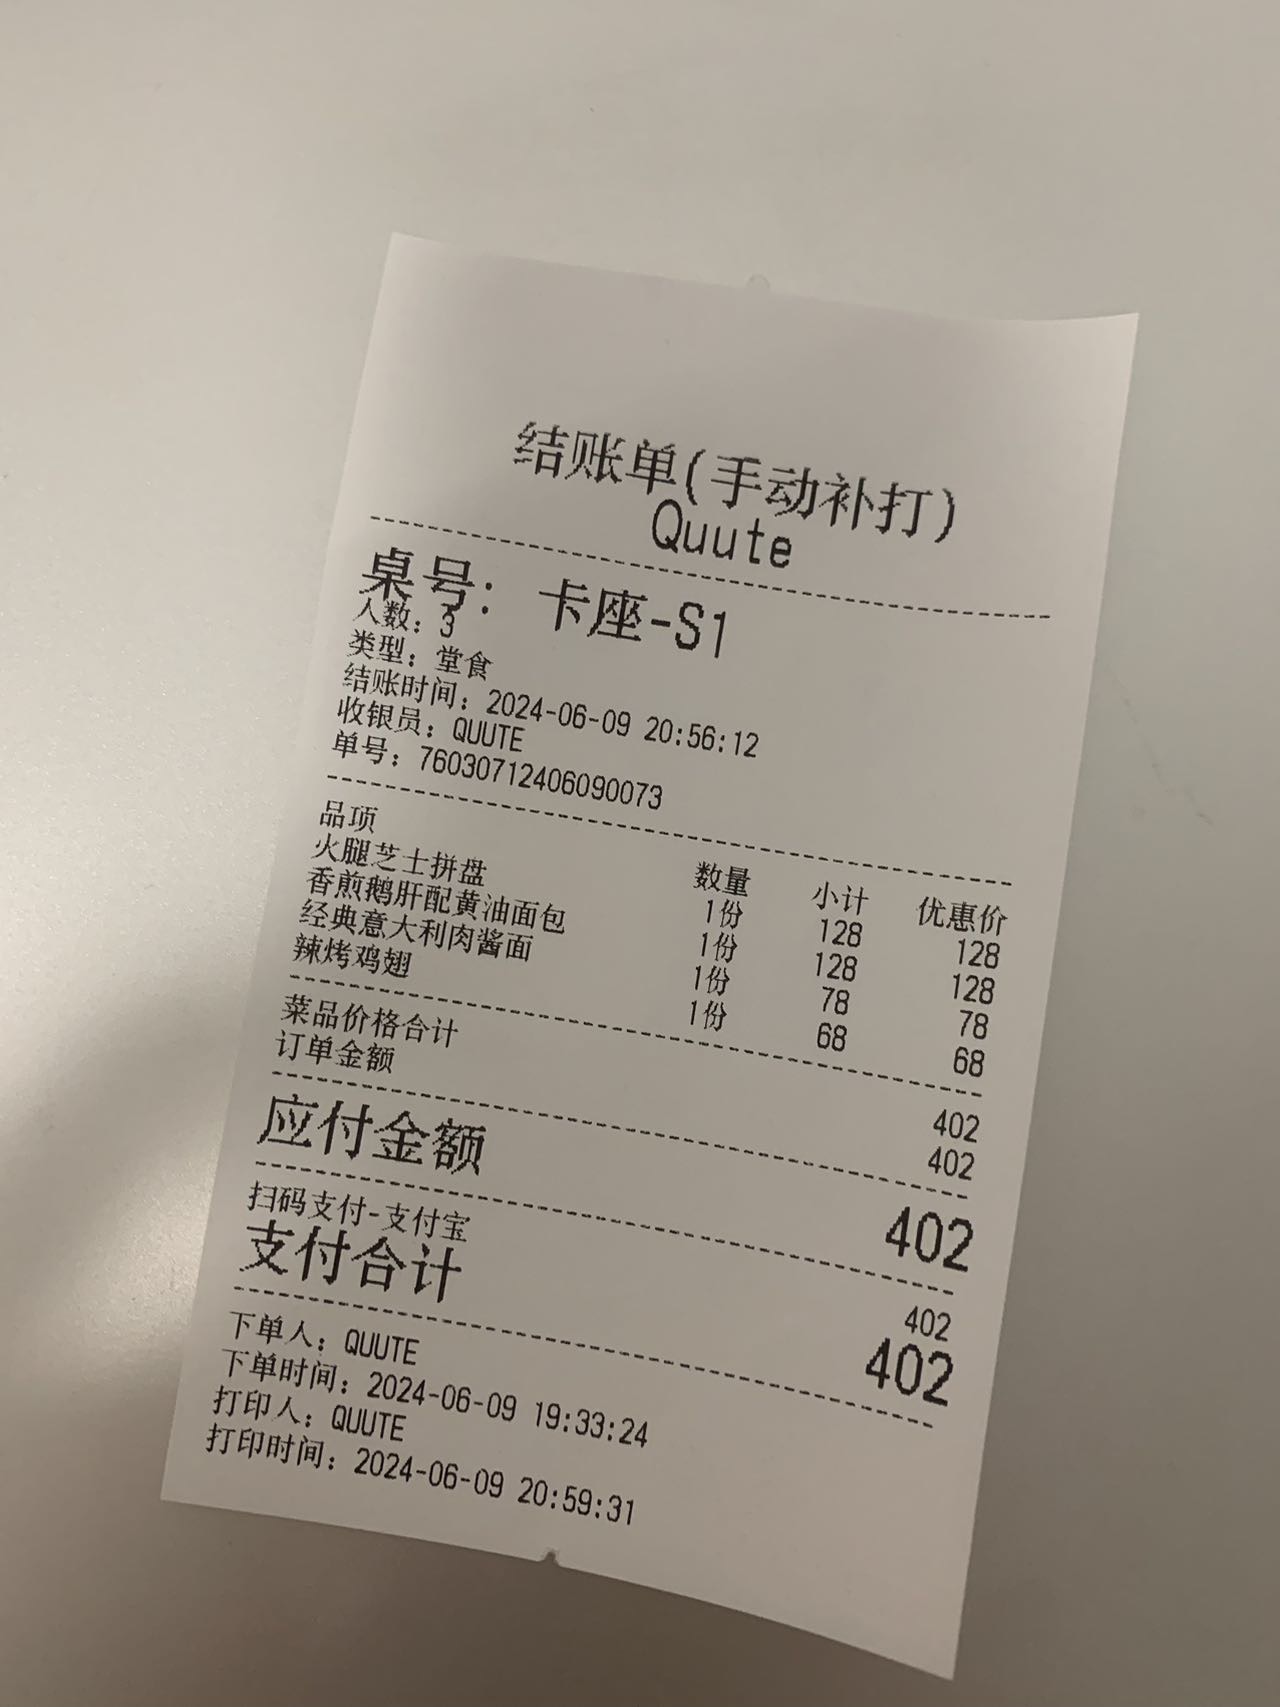 结账单(手动补打)
Quute
桌号: 卡座-S1
人数: 3
类型: 堂食
结账时间: 2024-06-09 20:56:12
收银员: QUUTE
单号: 76030712406090073
品项 数量 小计 优惠价
火腿芝士拼盘 1份 128 128
香煎鹅肝配黄油面包 1份 128 128
经典意大利肉酱面 1份 78 78
辣烤鸡翅 1份 68 68
菜品价格合计 402
订单金额 402
应付金额 402
扫码支付-支付宝 402
支付合计 402
下单人: QUUTE
下单时间: 2024-06-09 19:33:24
打印人: QUUTE
打印时间: 2024-06-09 20:59:31